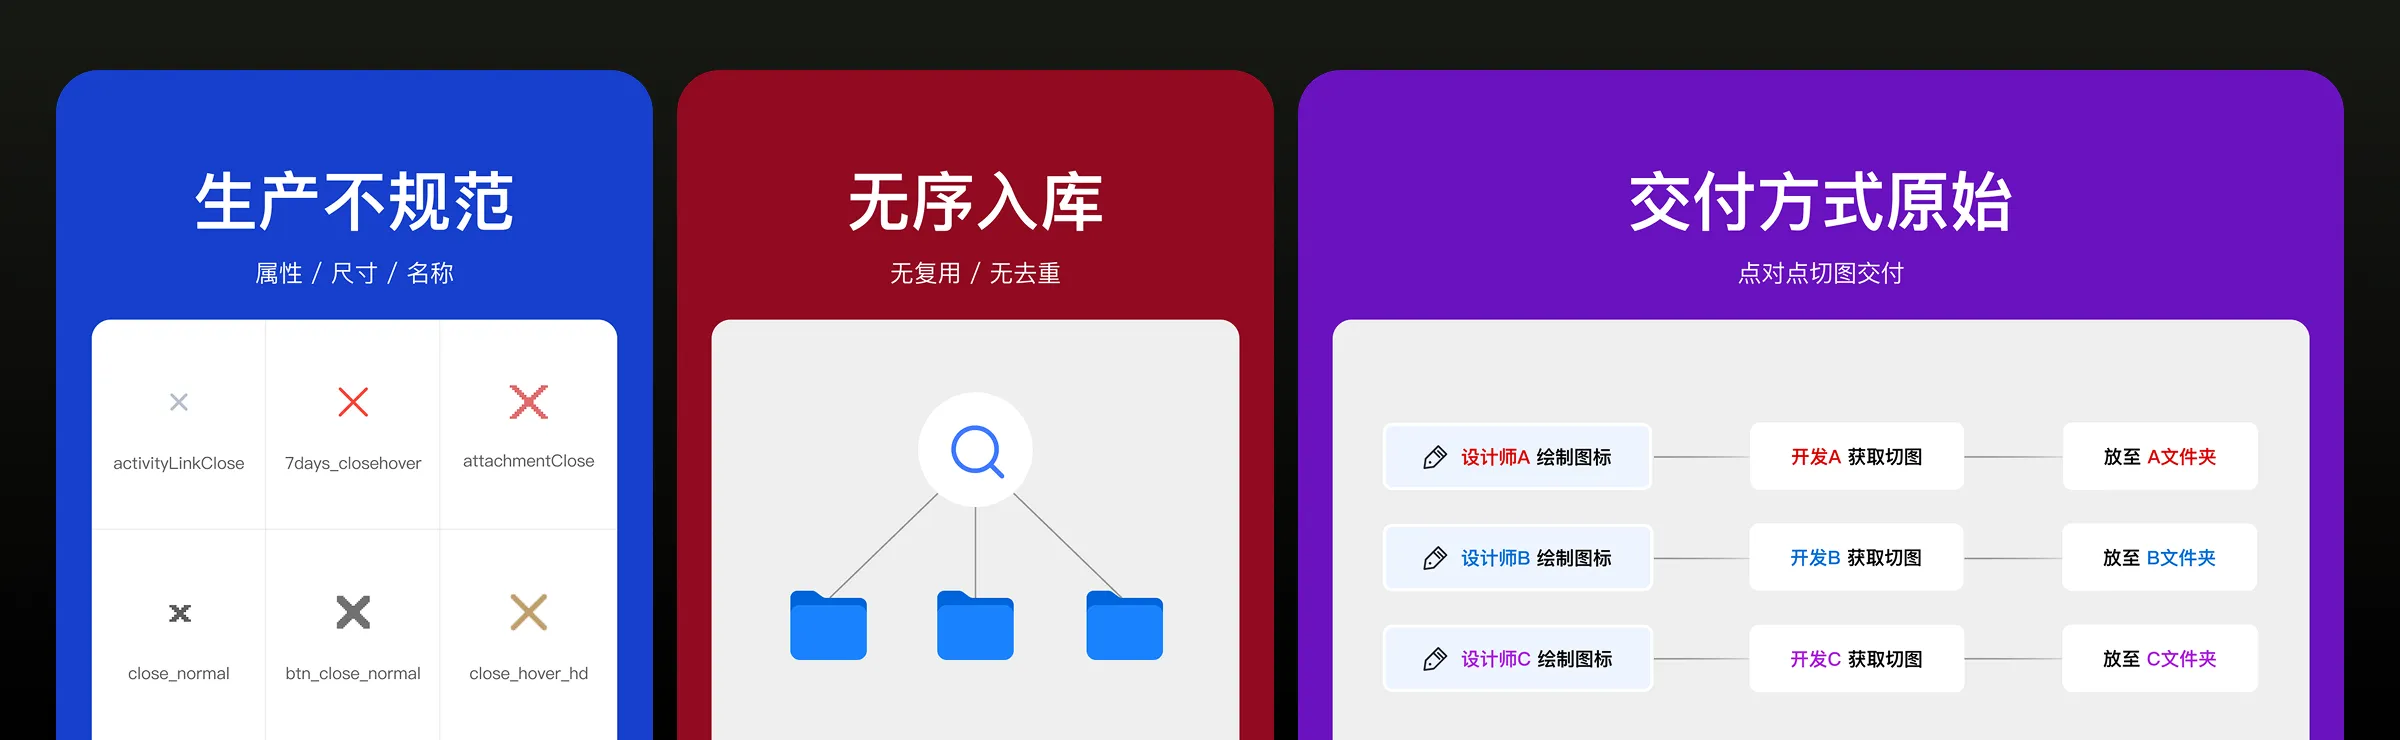 生产不规范
属性 / 尺寸 / 名称
activityLinkClose
7days_closehover
attachmentClose
close_normal
btn_close_normal
close_hover_hd
无序入库
无复用 / 无去重
交付方式原始
点对点切图交付
设计师A 绘制图标
开发A 获取切图
放至 A文件夹
设计师B 绘制图标
开发B 获取切图
放至 B文件夹
设计师C 绘制图标
开发C 获取切图
放至 C文件夹